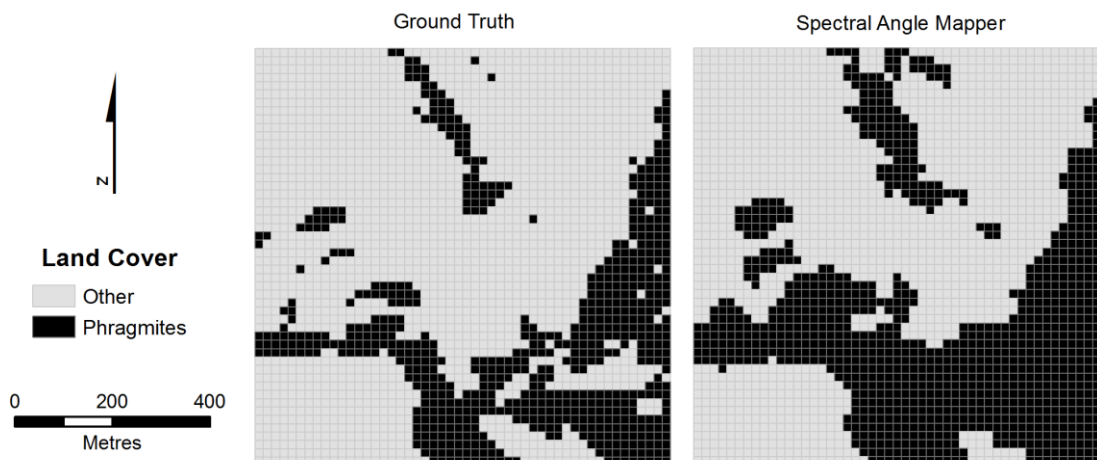 Ground Truth
Spectral Angle Mapper
z
Land Cover
Other
Phragmites
0 200 400
Metres